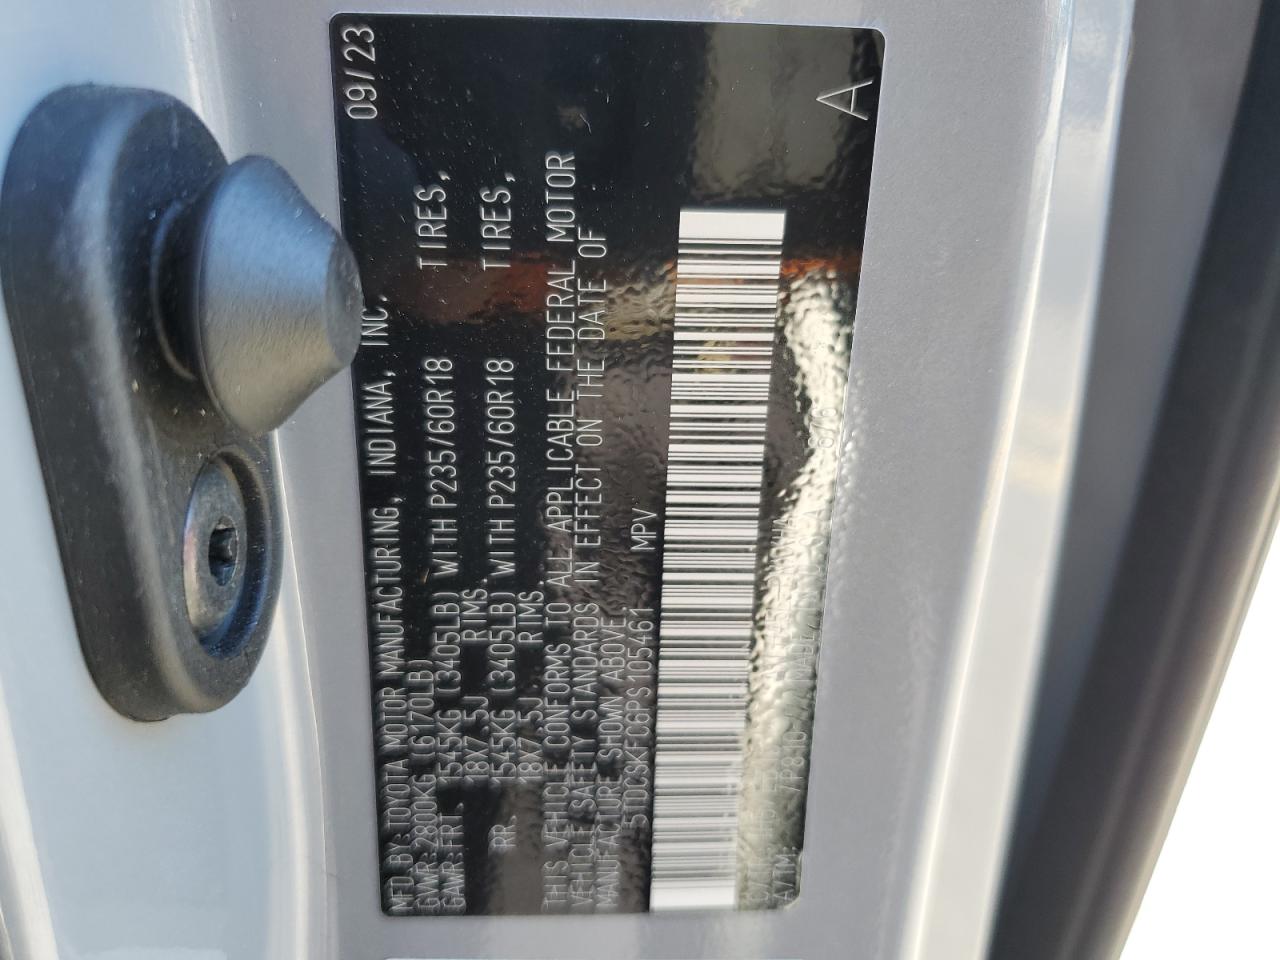 MFD BY: TOYOTA MOTOR MANUFACTURING, INDIANA, INC. 09/23
GVWR: 2800KG (6170LB)
GAWR: FRT. 1545KG (3405LB) WITH P235/60R18 TIRES,
18X7.5J RIMS.
RR. 1545KG (3405LB) WITH P235/60R18 TIRES,
18X7.5J RIMS.
THIS VEHICLE CONFORMS TO ALL APPLICABLE FEDERAL MOTOR
VEHICLE SAFETY STANDARDS IN EFFECT ON THE DATE OF
MANUFACTURE SHOWN ABOVE.
5TDCSKFC6PS105461 MPV
A/TM: A